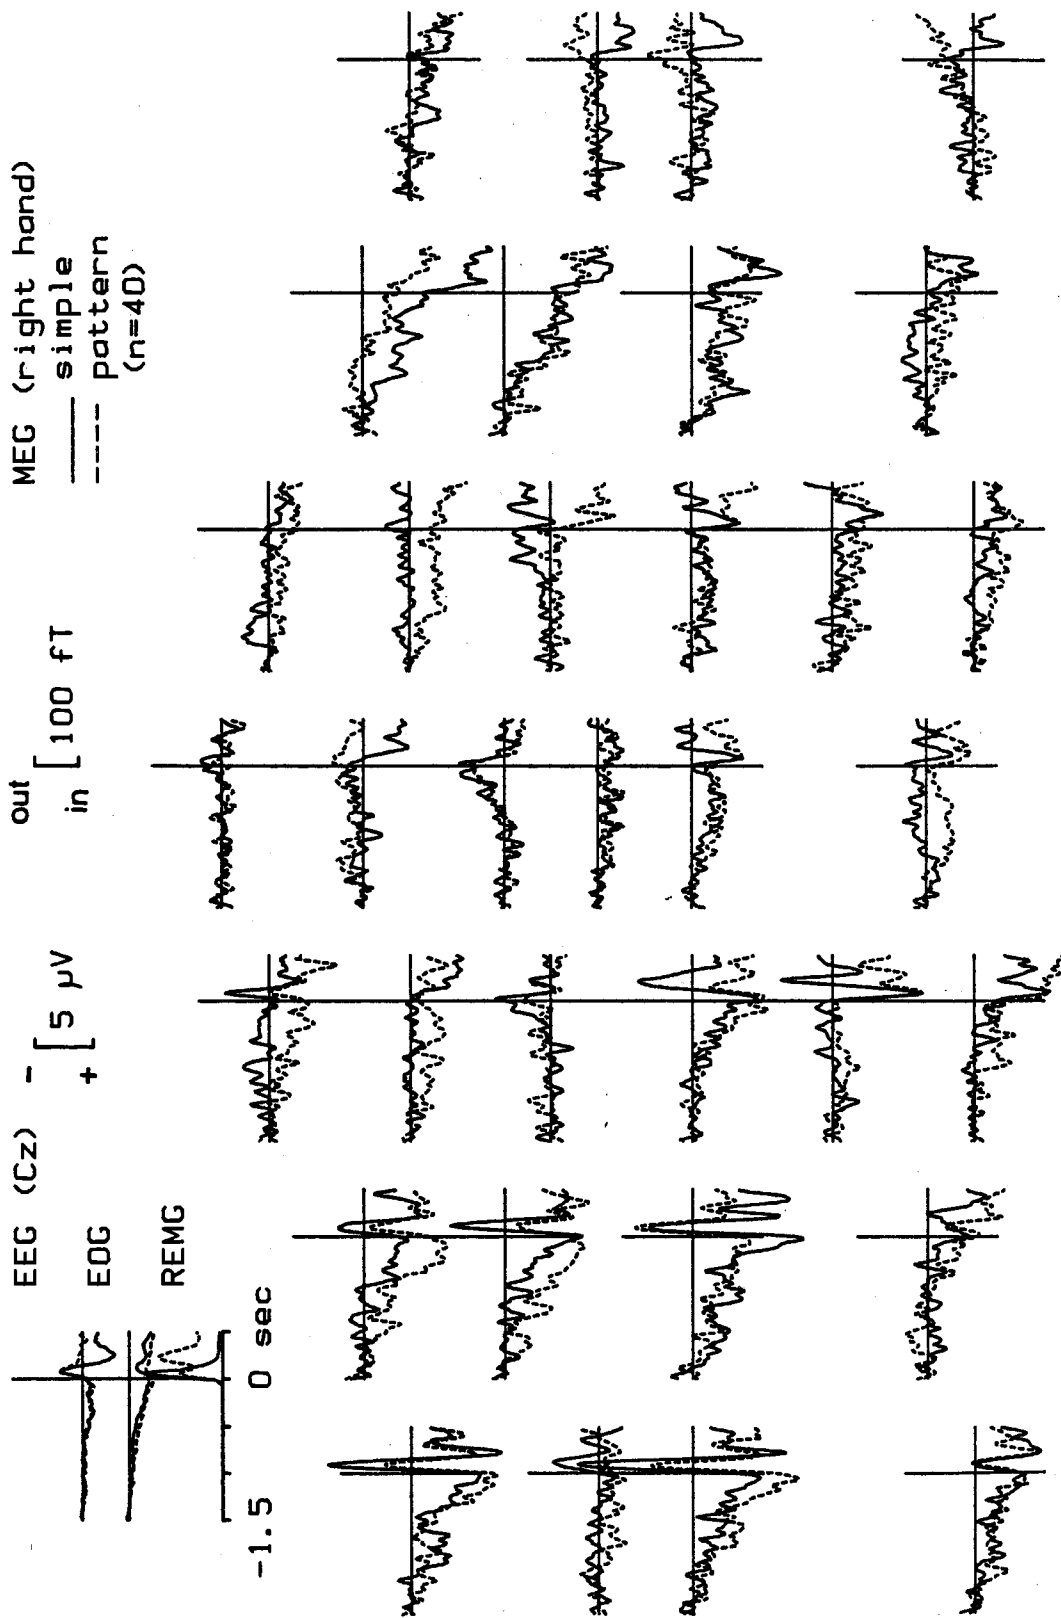 EEG (Cz)
EOG
REMG
-
+ [5 µV
out
in [100 fT
MEG (right hand)
—— simple
---- pattern
(n=40)
-1.5
0 sec